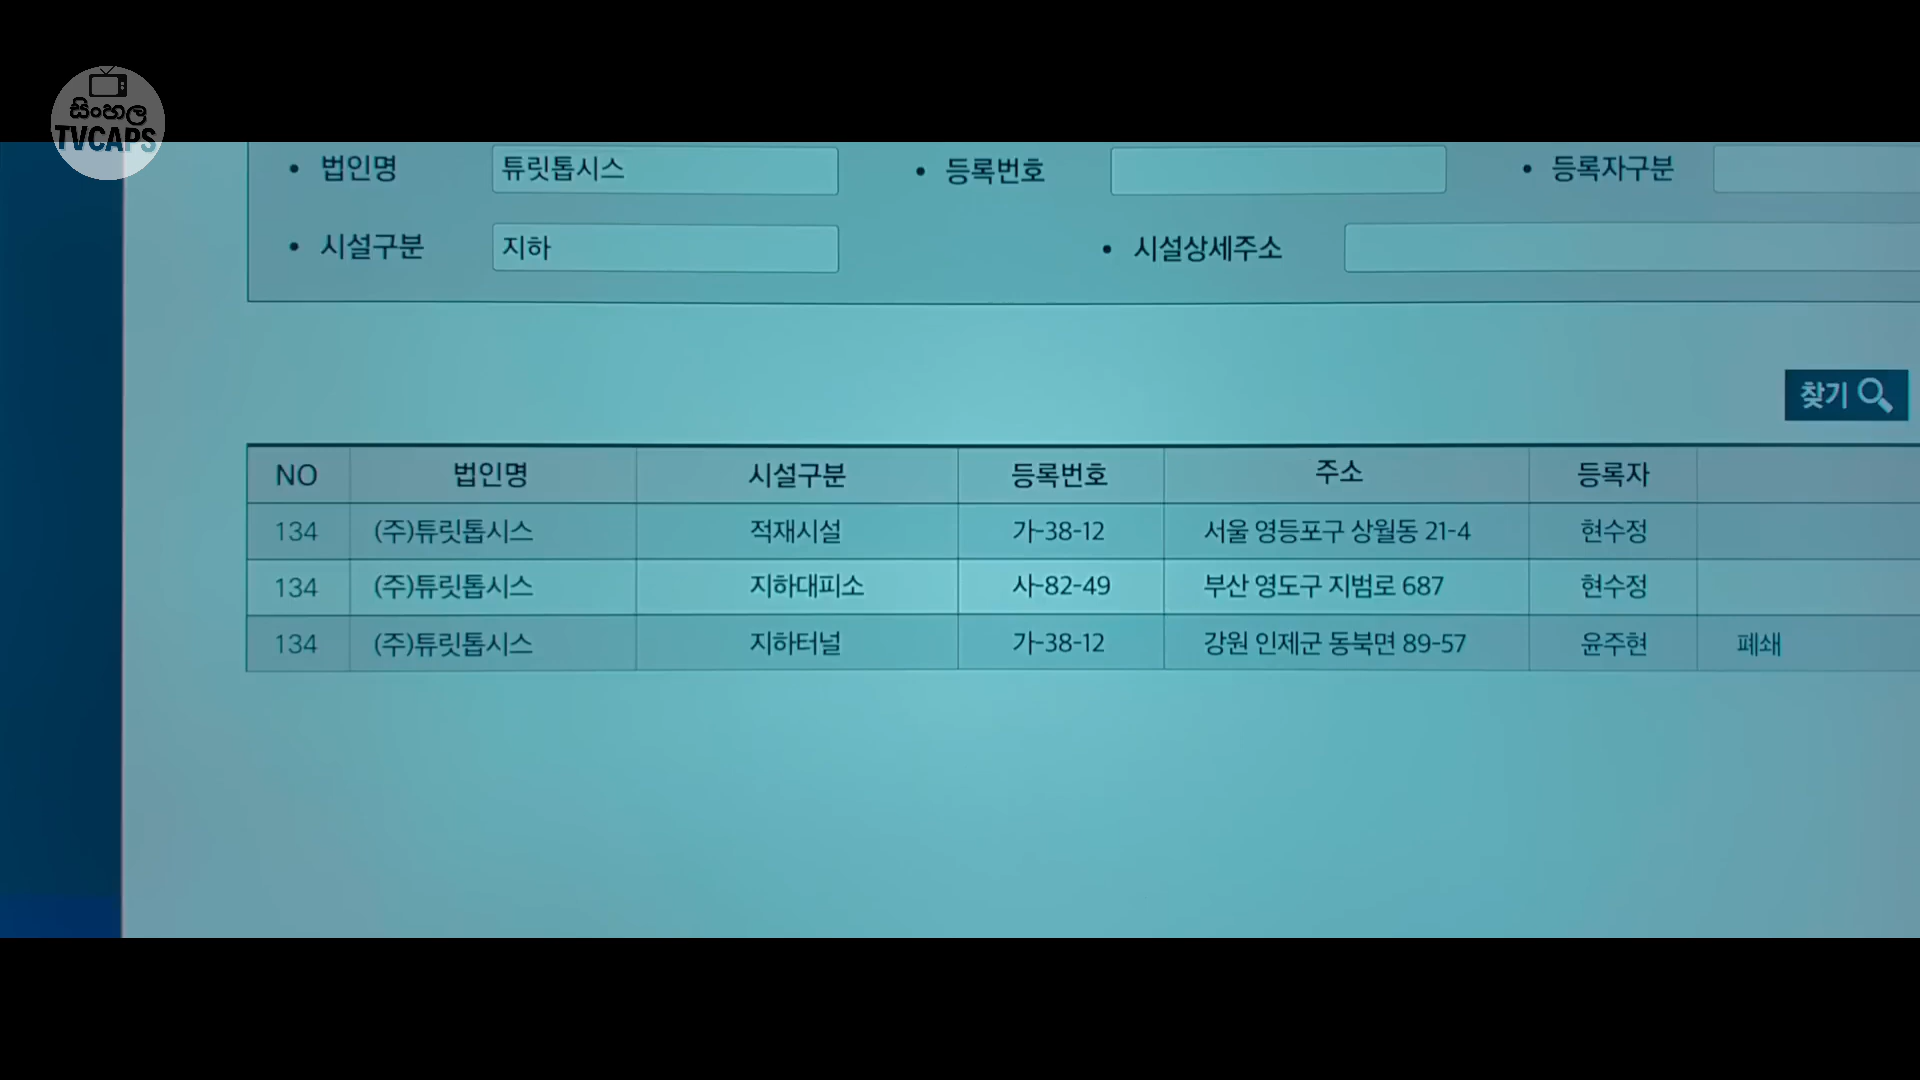 සිංහල
TVCAPS
• 법인명 튜릿톱시스 • 등록번호 • 등록자구분
• 시설구분 지하 • 시설상세주소
찾기
NO 법인명 시설구분 등록번호 주소 등록자
134 (주)튜릿톱시스 적재시설 가-38-12 서울 영등포구 상월동 21-4 현수정
134 (주)튜릿톱시스 지하대피소 사-82-49 부산 영도구 지범로 687 현수정
134 (주)튜릿톱시스 지하터널 가-38-12 강원 인제군 동북면 89-57 윤주현 폐쇄